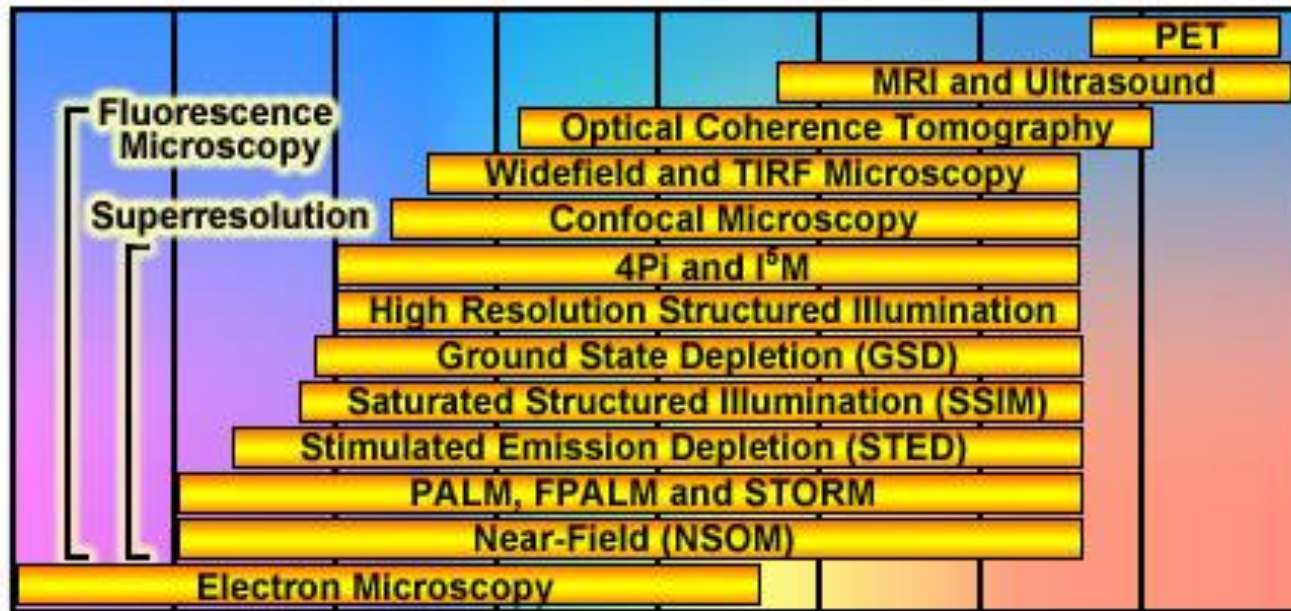 PET
MRI and Ultrasound
Fluorescence
Microscopy
Optical Coherence Tomography
Widefield and TIRF Microscopy
Superresolution
Confocal Microscopy
4Pi and I⁵M
High Resolution Structured Illumination
Ground State Depletion (GSD)
Saturated Structured Illumination (SSIM)
Stimulated Emission Depletion (STED)
PALM, FPALM and STORM
Near-Field (NSOM)
Electron Microscopy